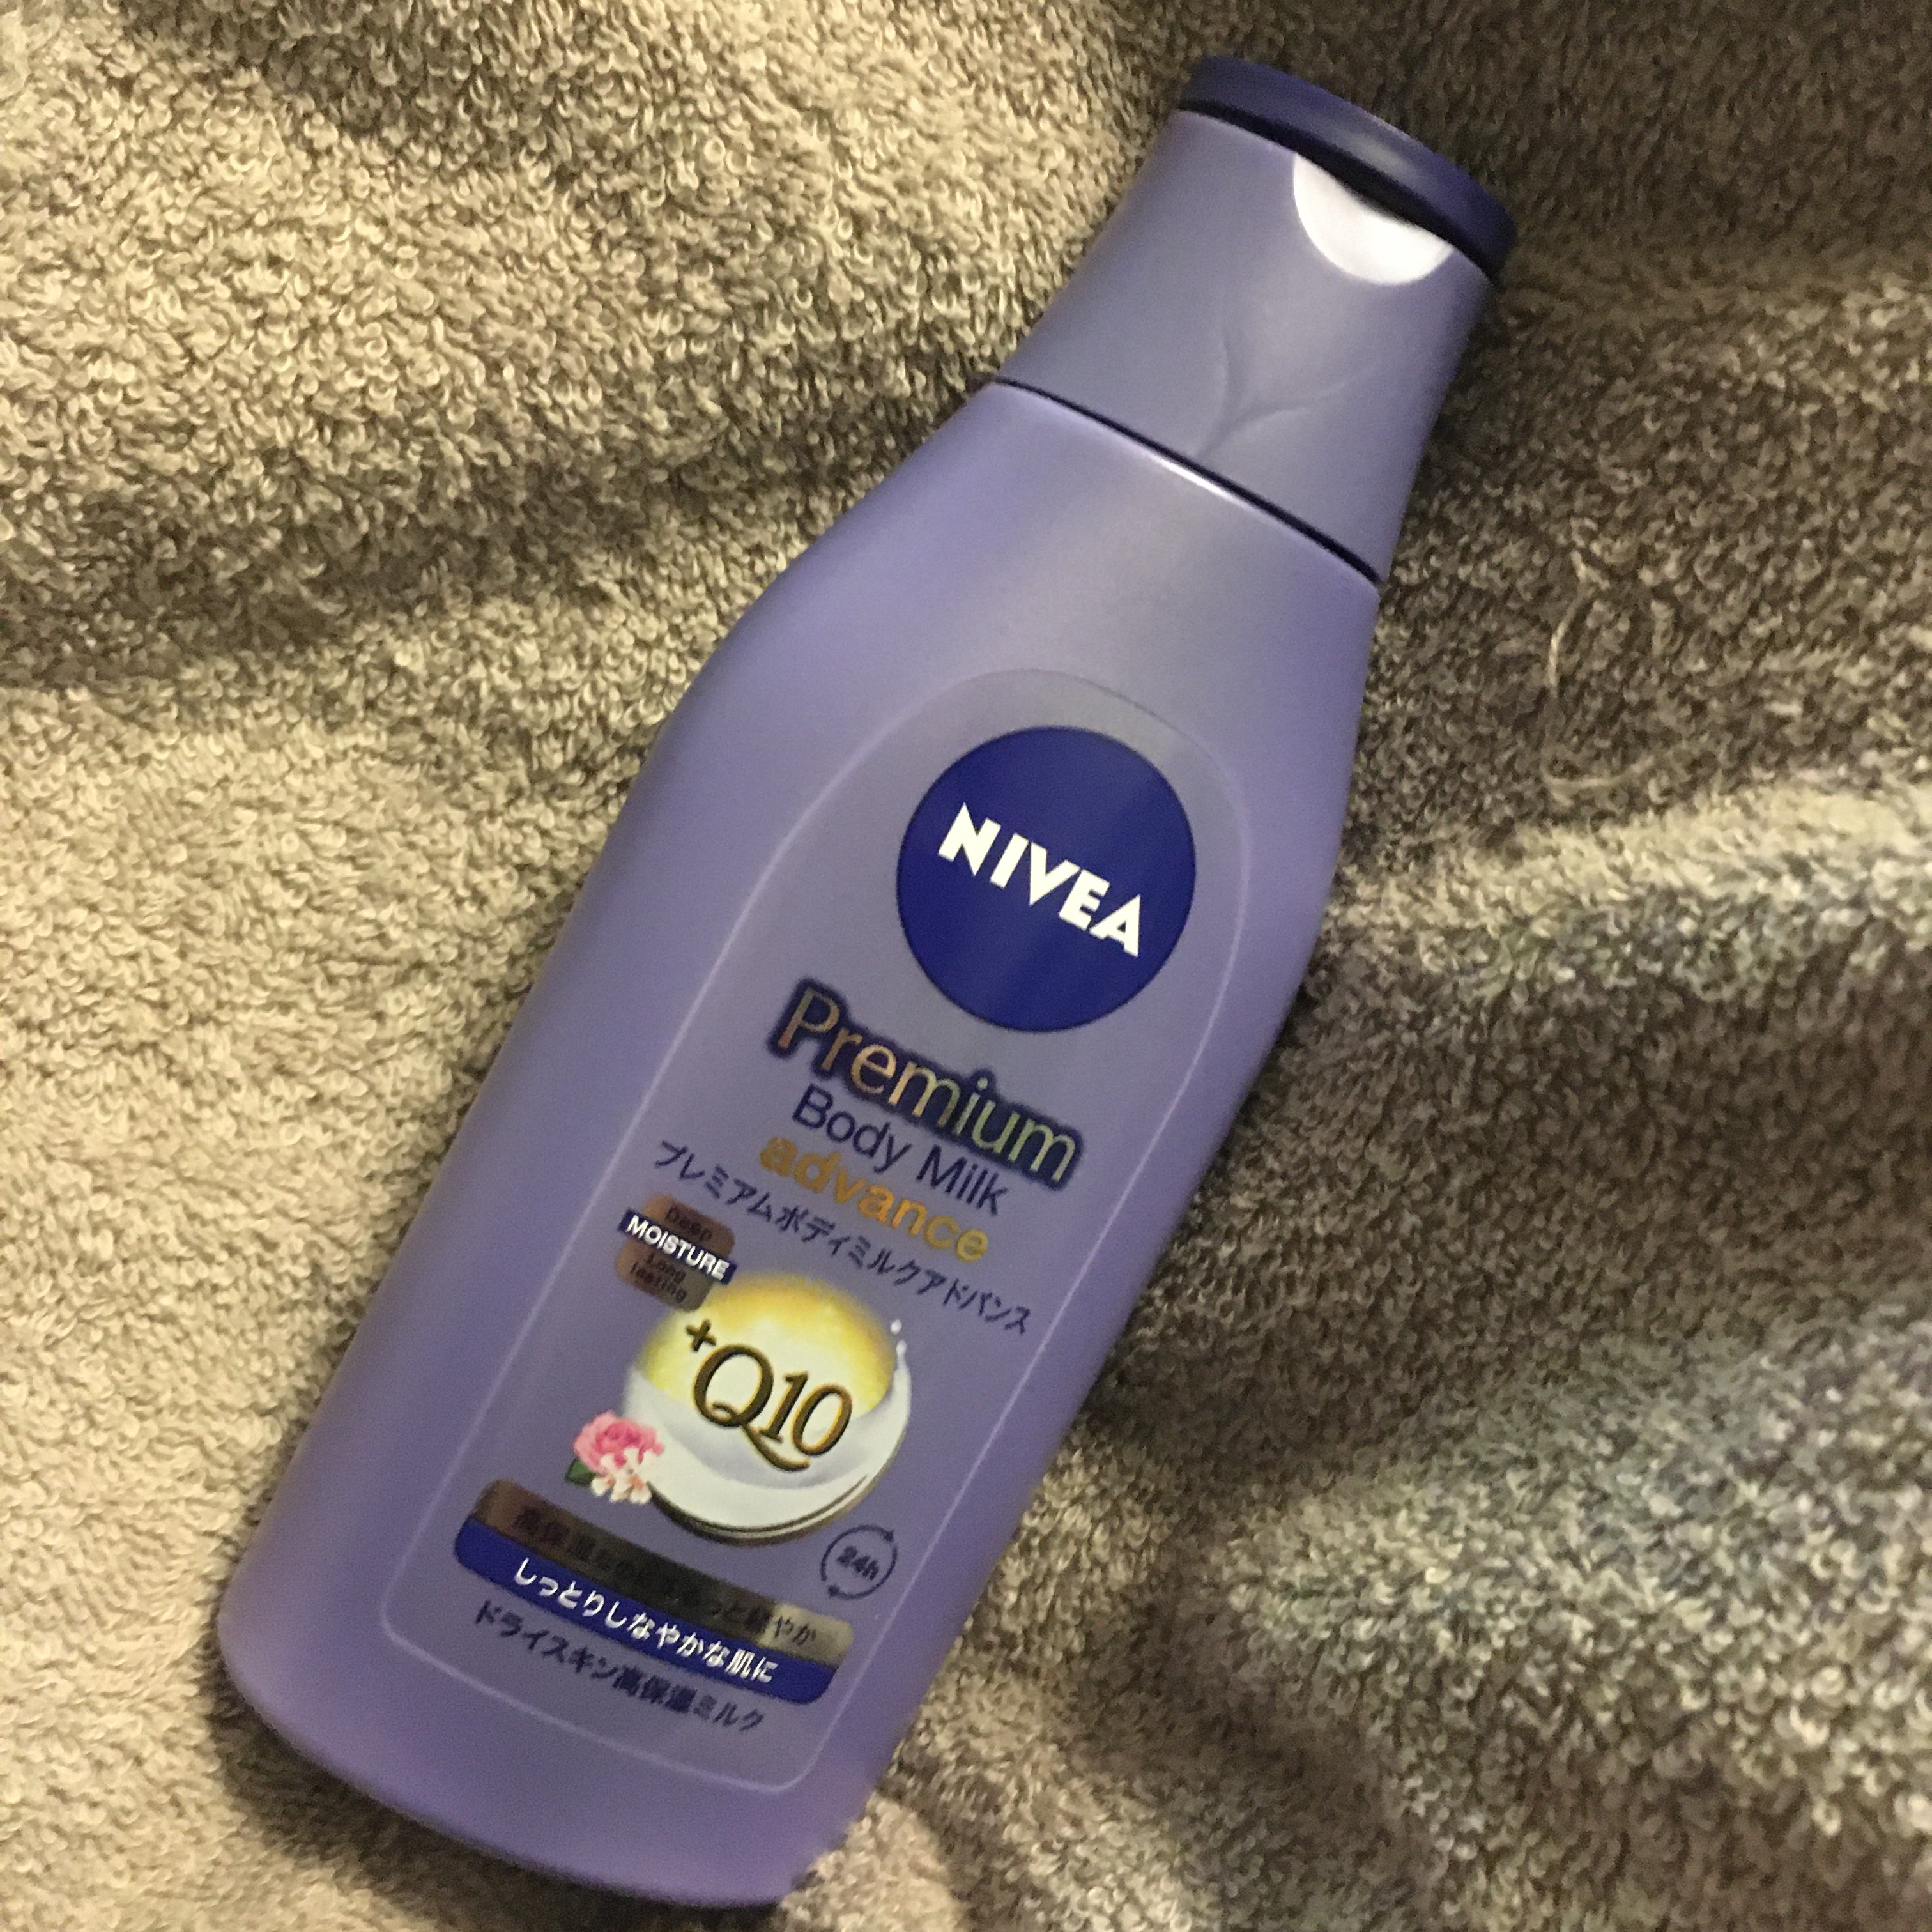 NIVEA
Premium
Body Milk
advance
プレミアムボディミルクアドバンス
Deep
MOISTURE
Long
lasting
+Q10
24h
しっとりしなやかな肌に
ドライスキン高保湿ミルク